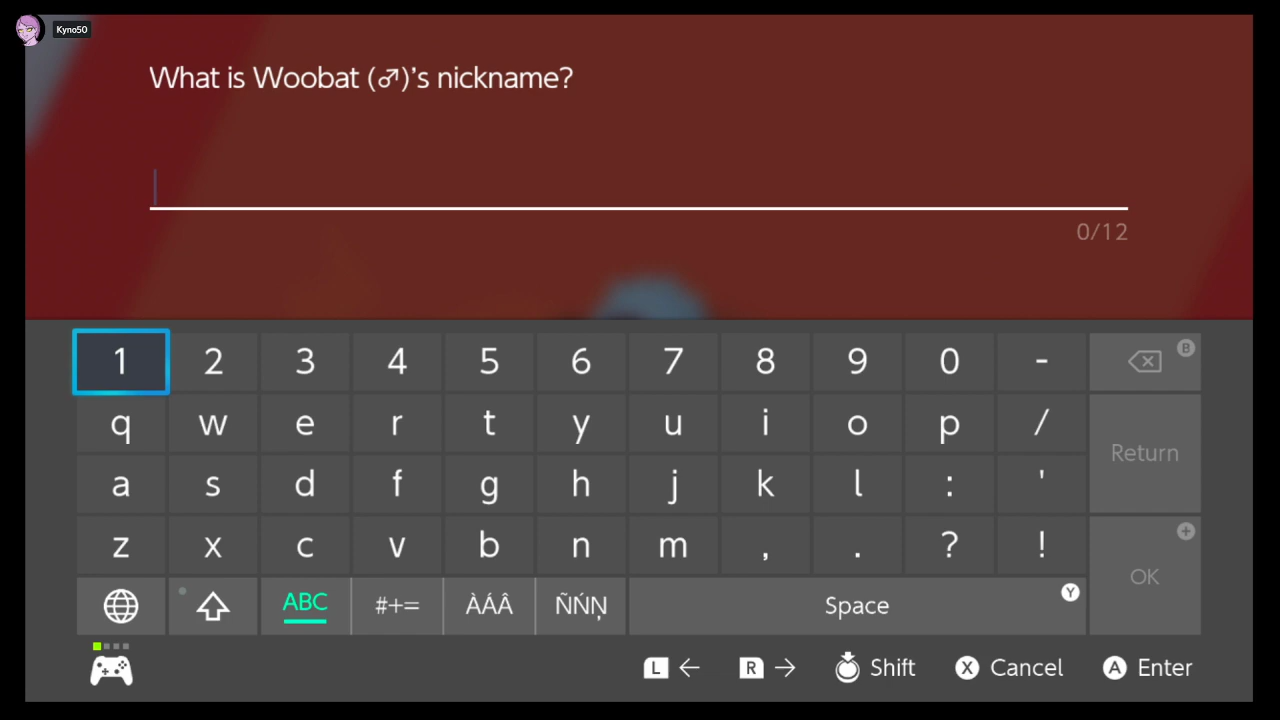 Kyno50
What is Woobat (♂)'s nickname?
0/12
1 2 3 4 5 6 7 8 9 0 - B
q w e r t y u i o p / Return
a s d f g h j k l : '
z x c v b n m , . ? ! + OK
ABC #+= ÀÁÂ ÑŃŅ Space Y
L ← R → Shift X Cancel A Enter